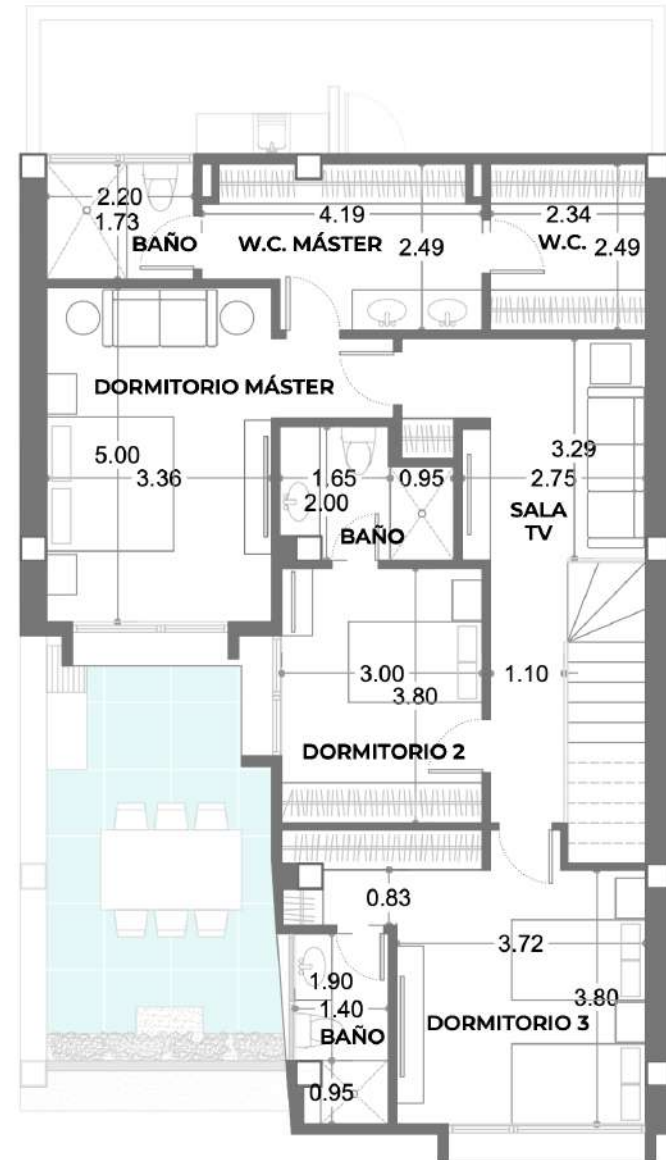 2.20
1.73
BAÑO
4.19
W.C. MÁSTER
2.49
2.34
W.C.
2.49
DORMITORIO MÁSTER
5.00
3.36
1.65
2.00
0.95
BAÑO
3.29
2.75
SALA
TV
3.00
3.80
1.10
DORMITORIO 2
0.83
3.72
3.80
DORMITORIO 3
1.90
1.40
BAÑO
0.95